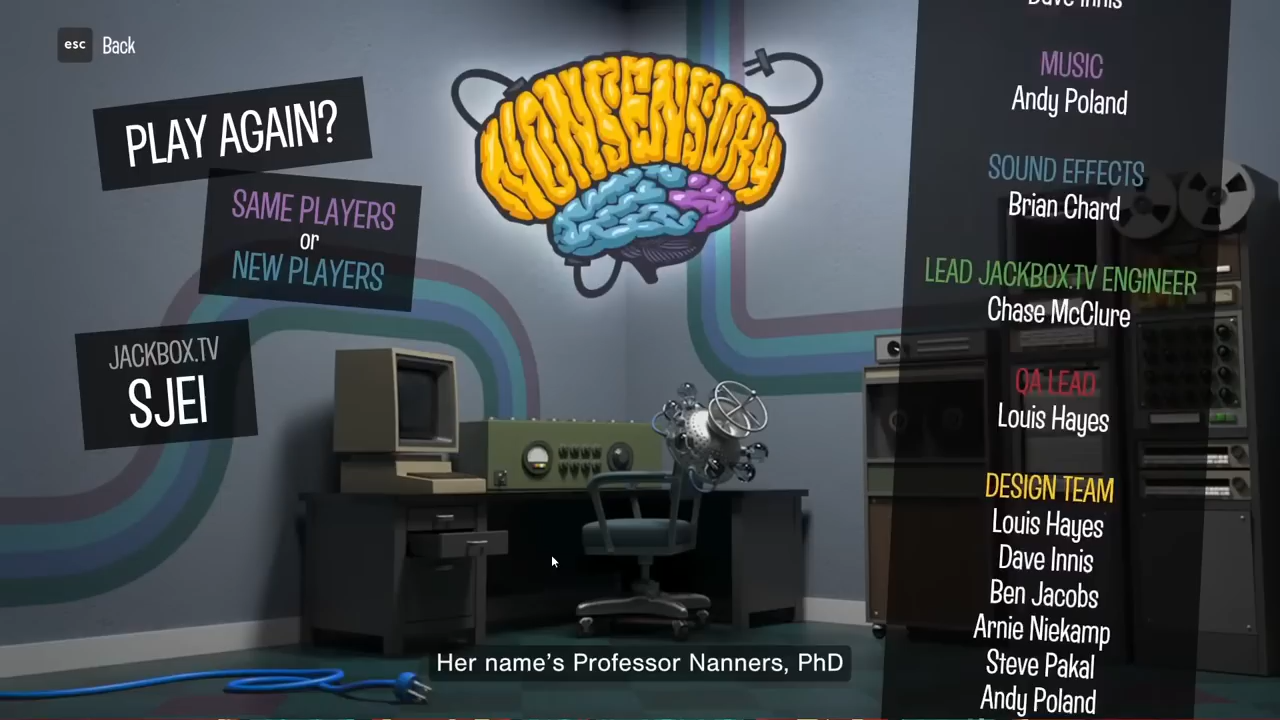 esc Back
NONSENSORY
PLAY AGAIN?
SAME PLAYERS
or
NEW PLAYERS
JACKBOX.TV
SJEI
Dave Innis
MUSIC
Andy Poland
SOUND EFFECTS
Brian Chard
LEAD JACKBOX.TV ENGINEER
Chase McClure
QA LEAD
Louis Hayes
DESIGN TEAM
Louis Hayes
Dave Innis
Ben Jacobs
Arnie Niekamp
Steve Pakal
Andy Poland
Her name's Professor Nanners, PhD